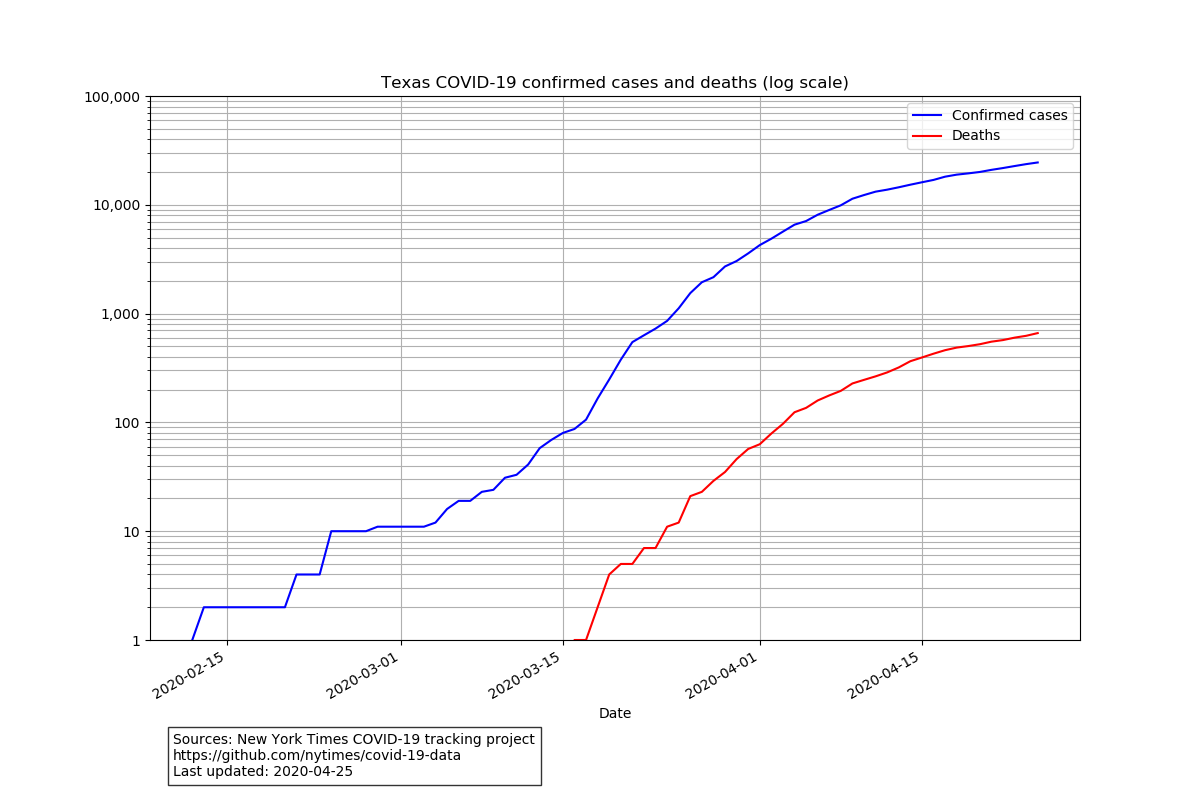 Texas COVID-19 confirmed cases and deaths (log scale)
100,000
10,000
1,000
100
10
1
Confirmed cases
Deaths
2020-02-15
2020-03-01
2020-03-15
2020-04-01
2020-04-15
Date
Sources: New York Times COVID-19 tracking project
https://github.com/nytimes/covid-19-data
Last updated: 2020-04-25